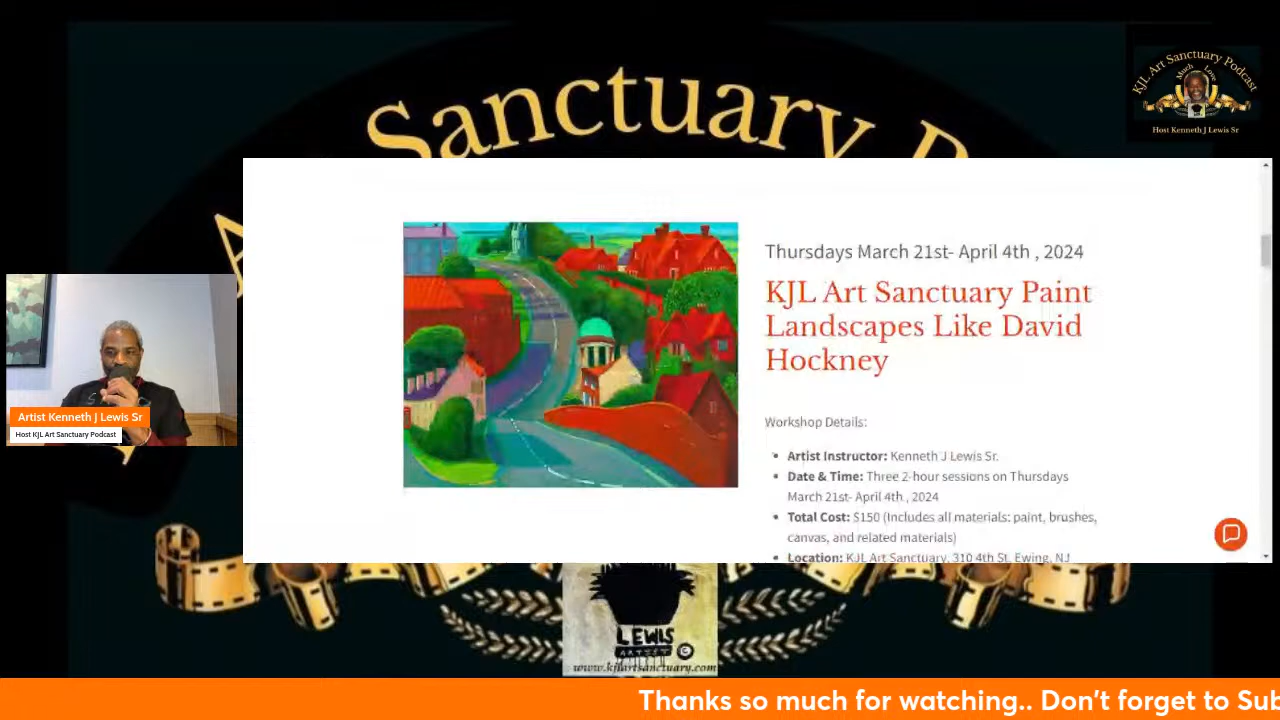 Sanctuary P
A
KJL Art Sanctuary Podcast
Much Love
Host Kenneth J Lewis Sr
Thursdays March 21st- April 4th , 2024
KJL Art Sanctuary Paint
Landscapes Like David
Hockney
Workshop Details:
Artist Instructor: Kenneth J Lewis Sr.
Date & Time: Three 2-hour sessions on Thursdays
March 21st- April 4th , 2024
Total Cost: $150 (Includes all materials: paint, brushes,
canvas, and related materials)
Location: KJL Art Sanctuary, 310 4th St. Ewing, NJ
Artist Kenneth J Lewis Sr
Host KJL Art Sanctuary Podcast
LEWIS
ARTIST
www.kjlartsanctuary.com
Thanks so much for watching.. Don't forget to Sub